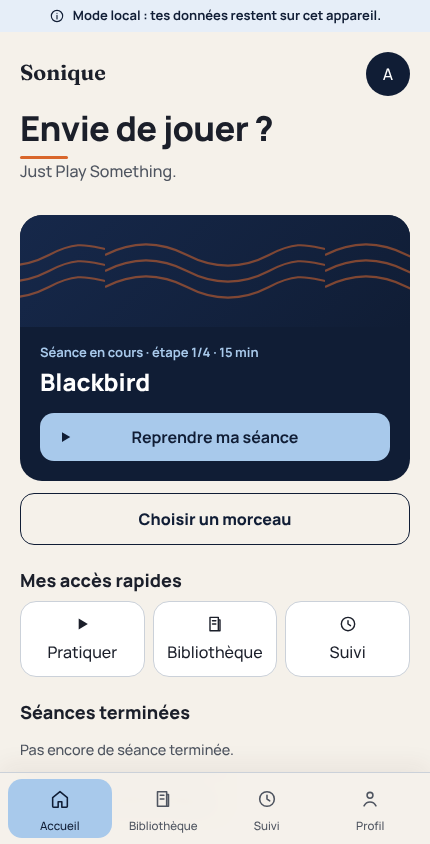 Mode local : tes données restent sur cet appareil.
Sonique
A
Envie de jouer ?
Just Play Something.
Séance en cours · étape 1/4 · 15 min
Blackbird
Reprendre ma séance
Choisir un morceau
Mes accès rapides
Pratiquer Bibliothèque Suivi
Séances terminées
Pas encore de séance terminée.
Accueil Bibliothèque Suivi Profil